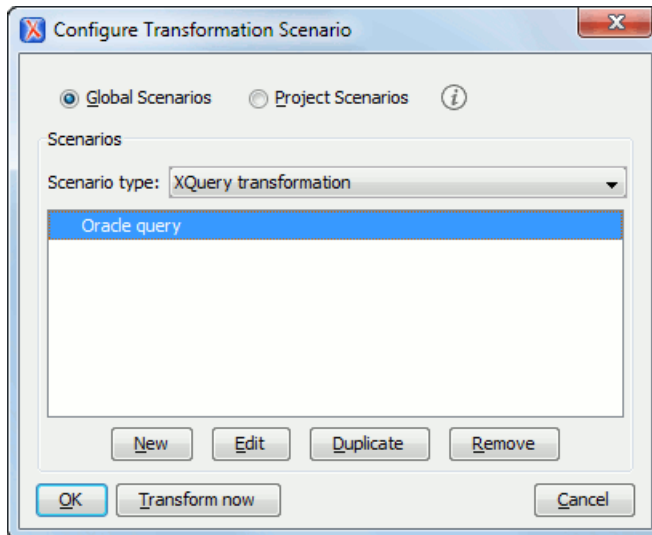 Configure Transformation Scenario
Global Scenarios Project Scenarios
Scenarios
Scenario type: XQuery transformation
Oracle query
New Edit Duplicate Remove
OK Transform now Cancel